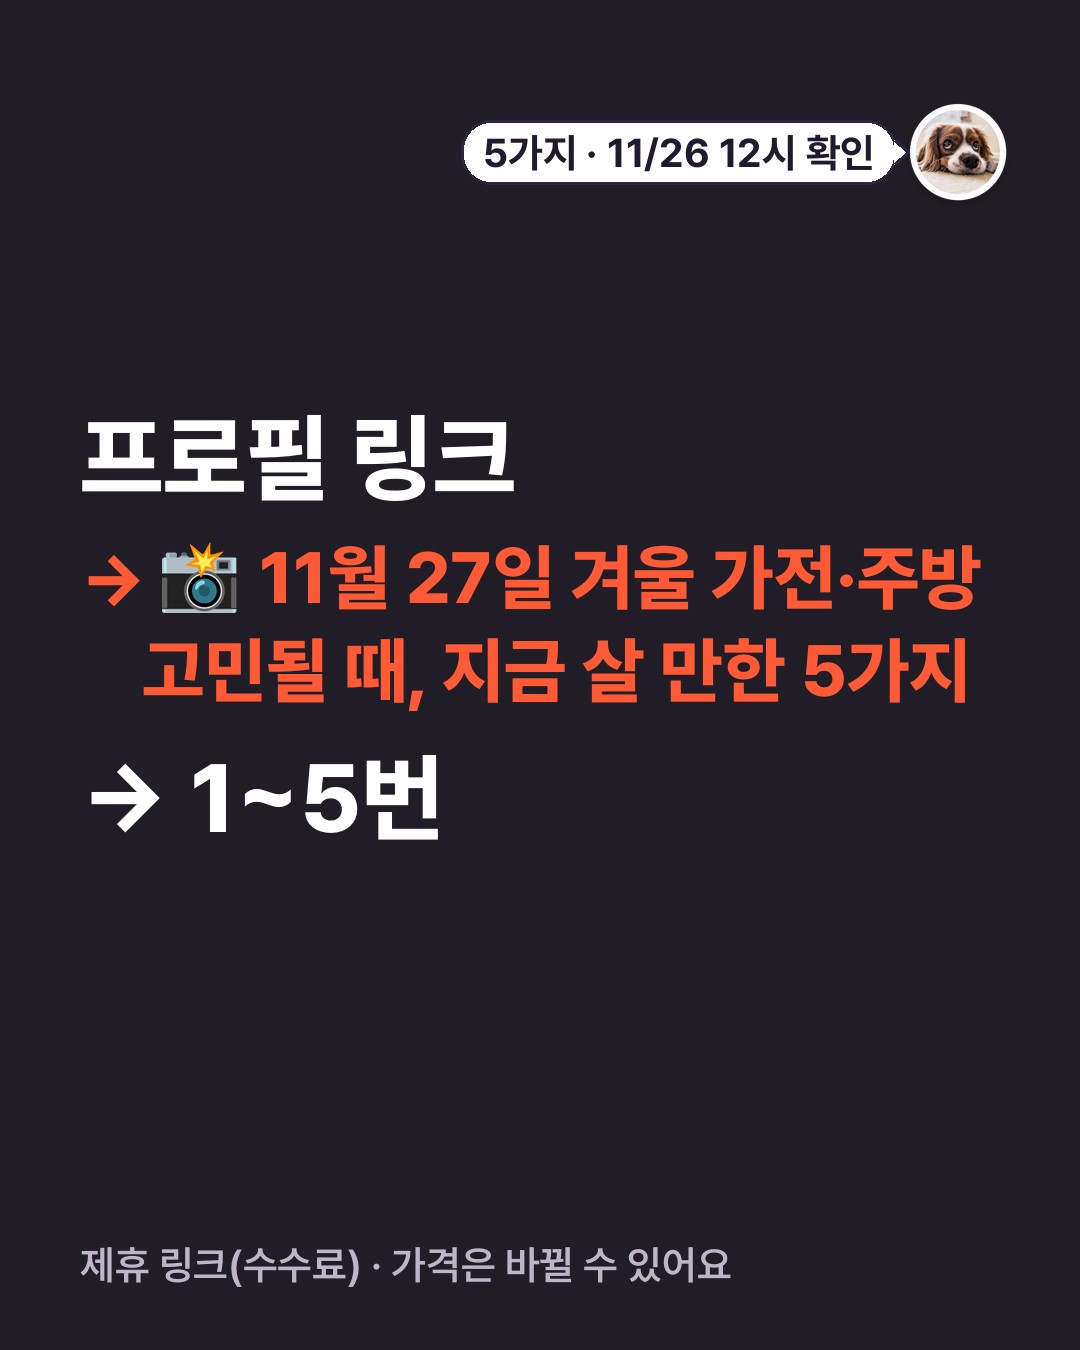 5가지 · 11/26 12시 확인
프로필 링크
→ 📸 11월 27일 겨울 가전·주방
고민될 때, 지금 살 만한 5가지
→ 1~5번
제휴 링크(수수료) · 가격은 바뀔 수 있어요